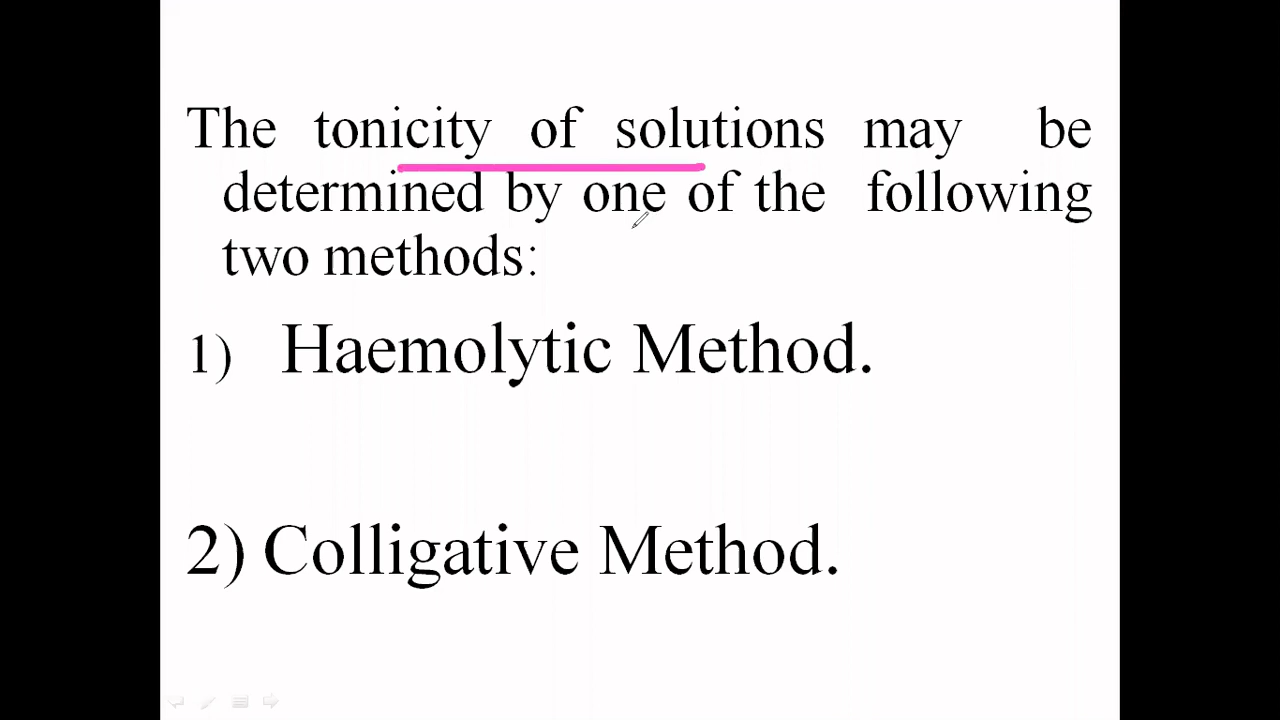 The tonicity of solutions may be
determined by one of the following
two methods:
1) Haemolytic Method.
2) Colligative Method.